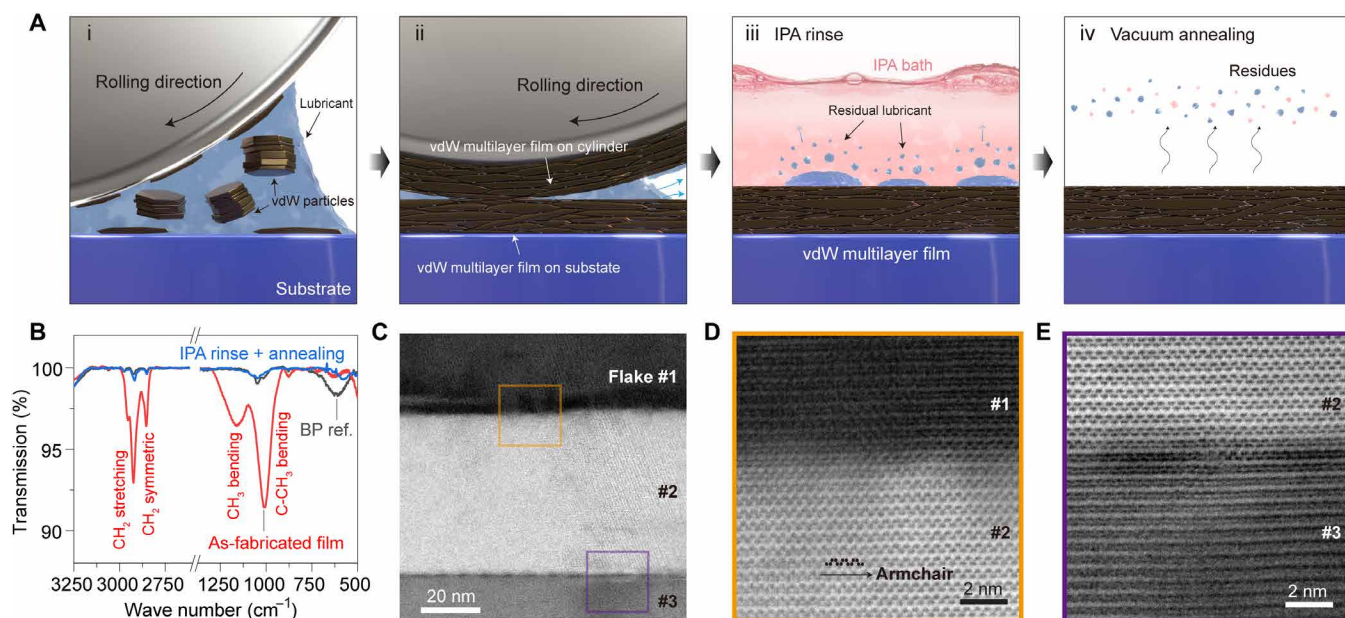 A
i
Rolling direction
Lubricant
vdW particles
Substrate
ii
Rolling direction
vdW multilayer film on cylinder
vdW multilayer film on substate
iii IPA rinse
IPA bath
Residual lubricant
vdW multilayer film
iv Vacuum annealing
Residues
B
IPA rinse + annealing
100
95
90
Transmission (%)
BP ref.
CH₂ stretching
CH₂ symmetric
CH₃ bending
C-CH₃ bending
As-fabricated film
3250 3000 2750 1250 1000 750 500
Wave number (cm⁻¹)
C
Flake #1
#2
#3
20 nm
D
#1
#2
Armchair
2 nm
E
#2
#3
2 nm